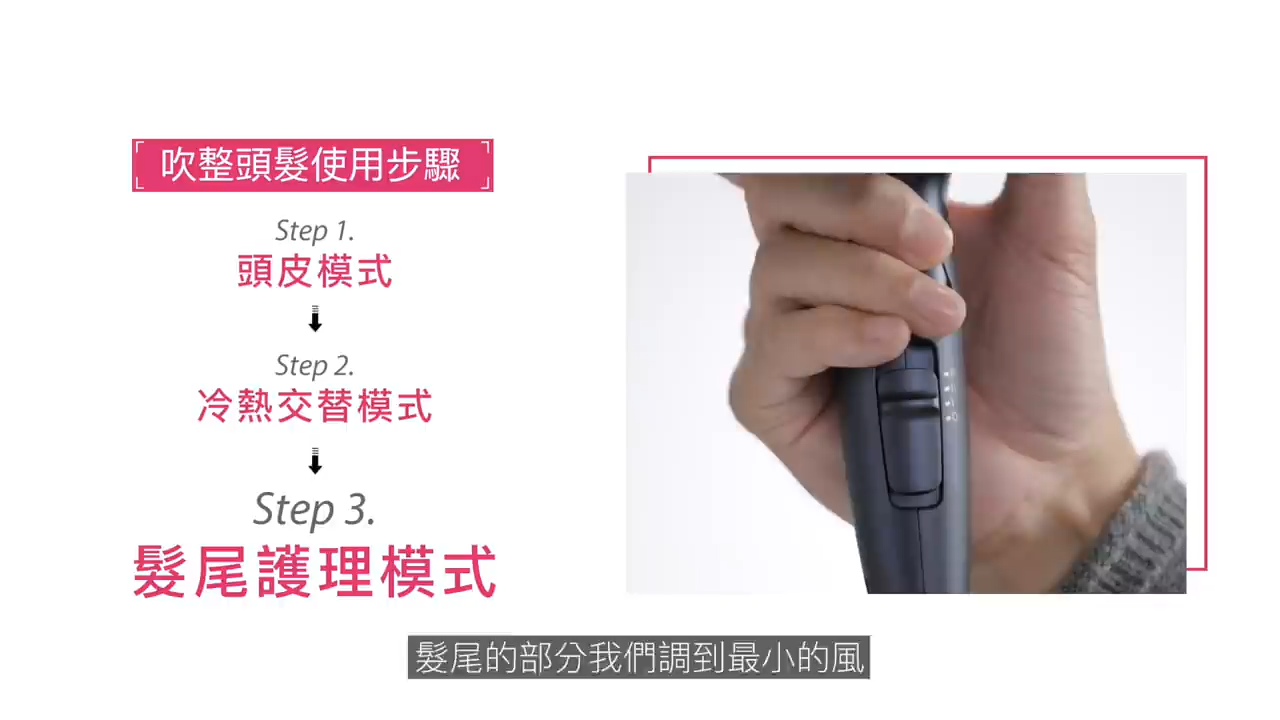 吹整頭髮使用步驟
Step 1.
頭皮模式
Step 2.
冷熱交替模式
Step 3.
髮尾護理模式
髮尾的部分我們調到最小的風